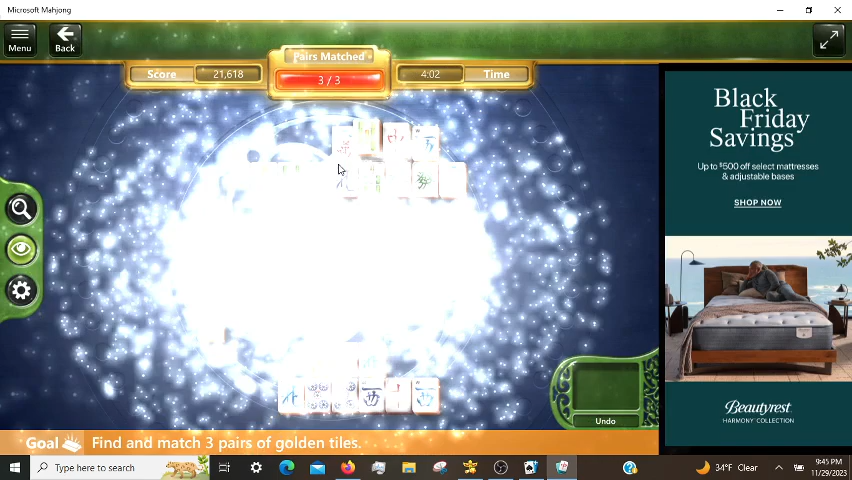 Microsoft Mahjong
Menu
Back
Pairs Matched
Score
21,618
3 / 3
4:02
Time
Black
Friday
Savings
Up to $500 off select mattresses
& adjustable bases
SHOP NOW
Beautyrest
HARMONY COLLECTION
Undo
Goal
Find and match 3 pairs of golden tiles.
Type here to search
34°F Clear
9:45 PM
11/29/2023